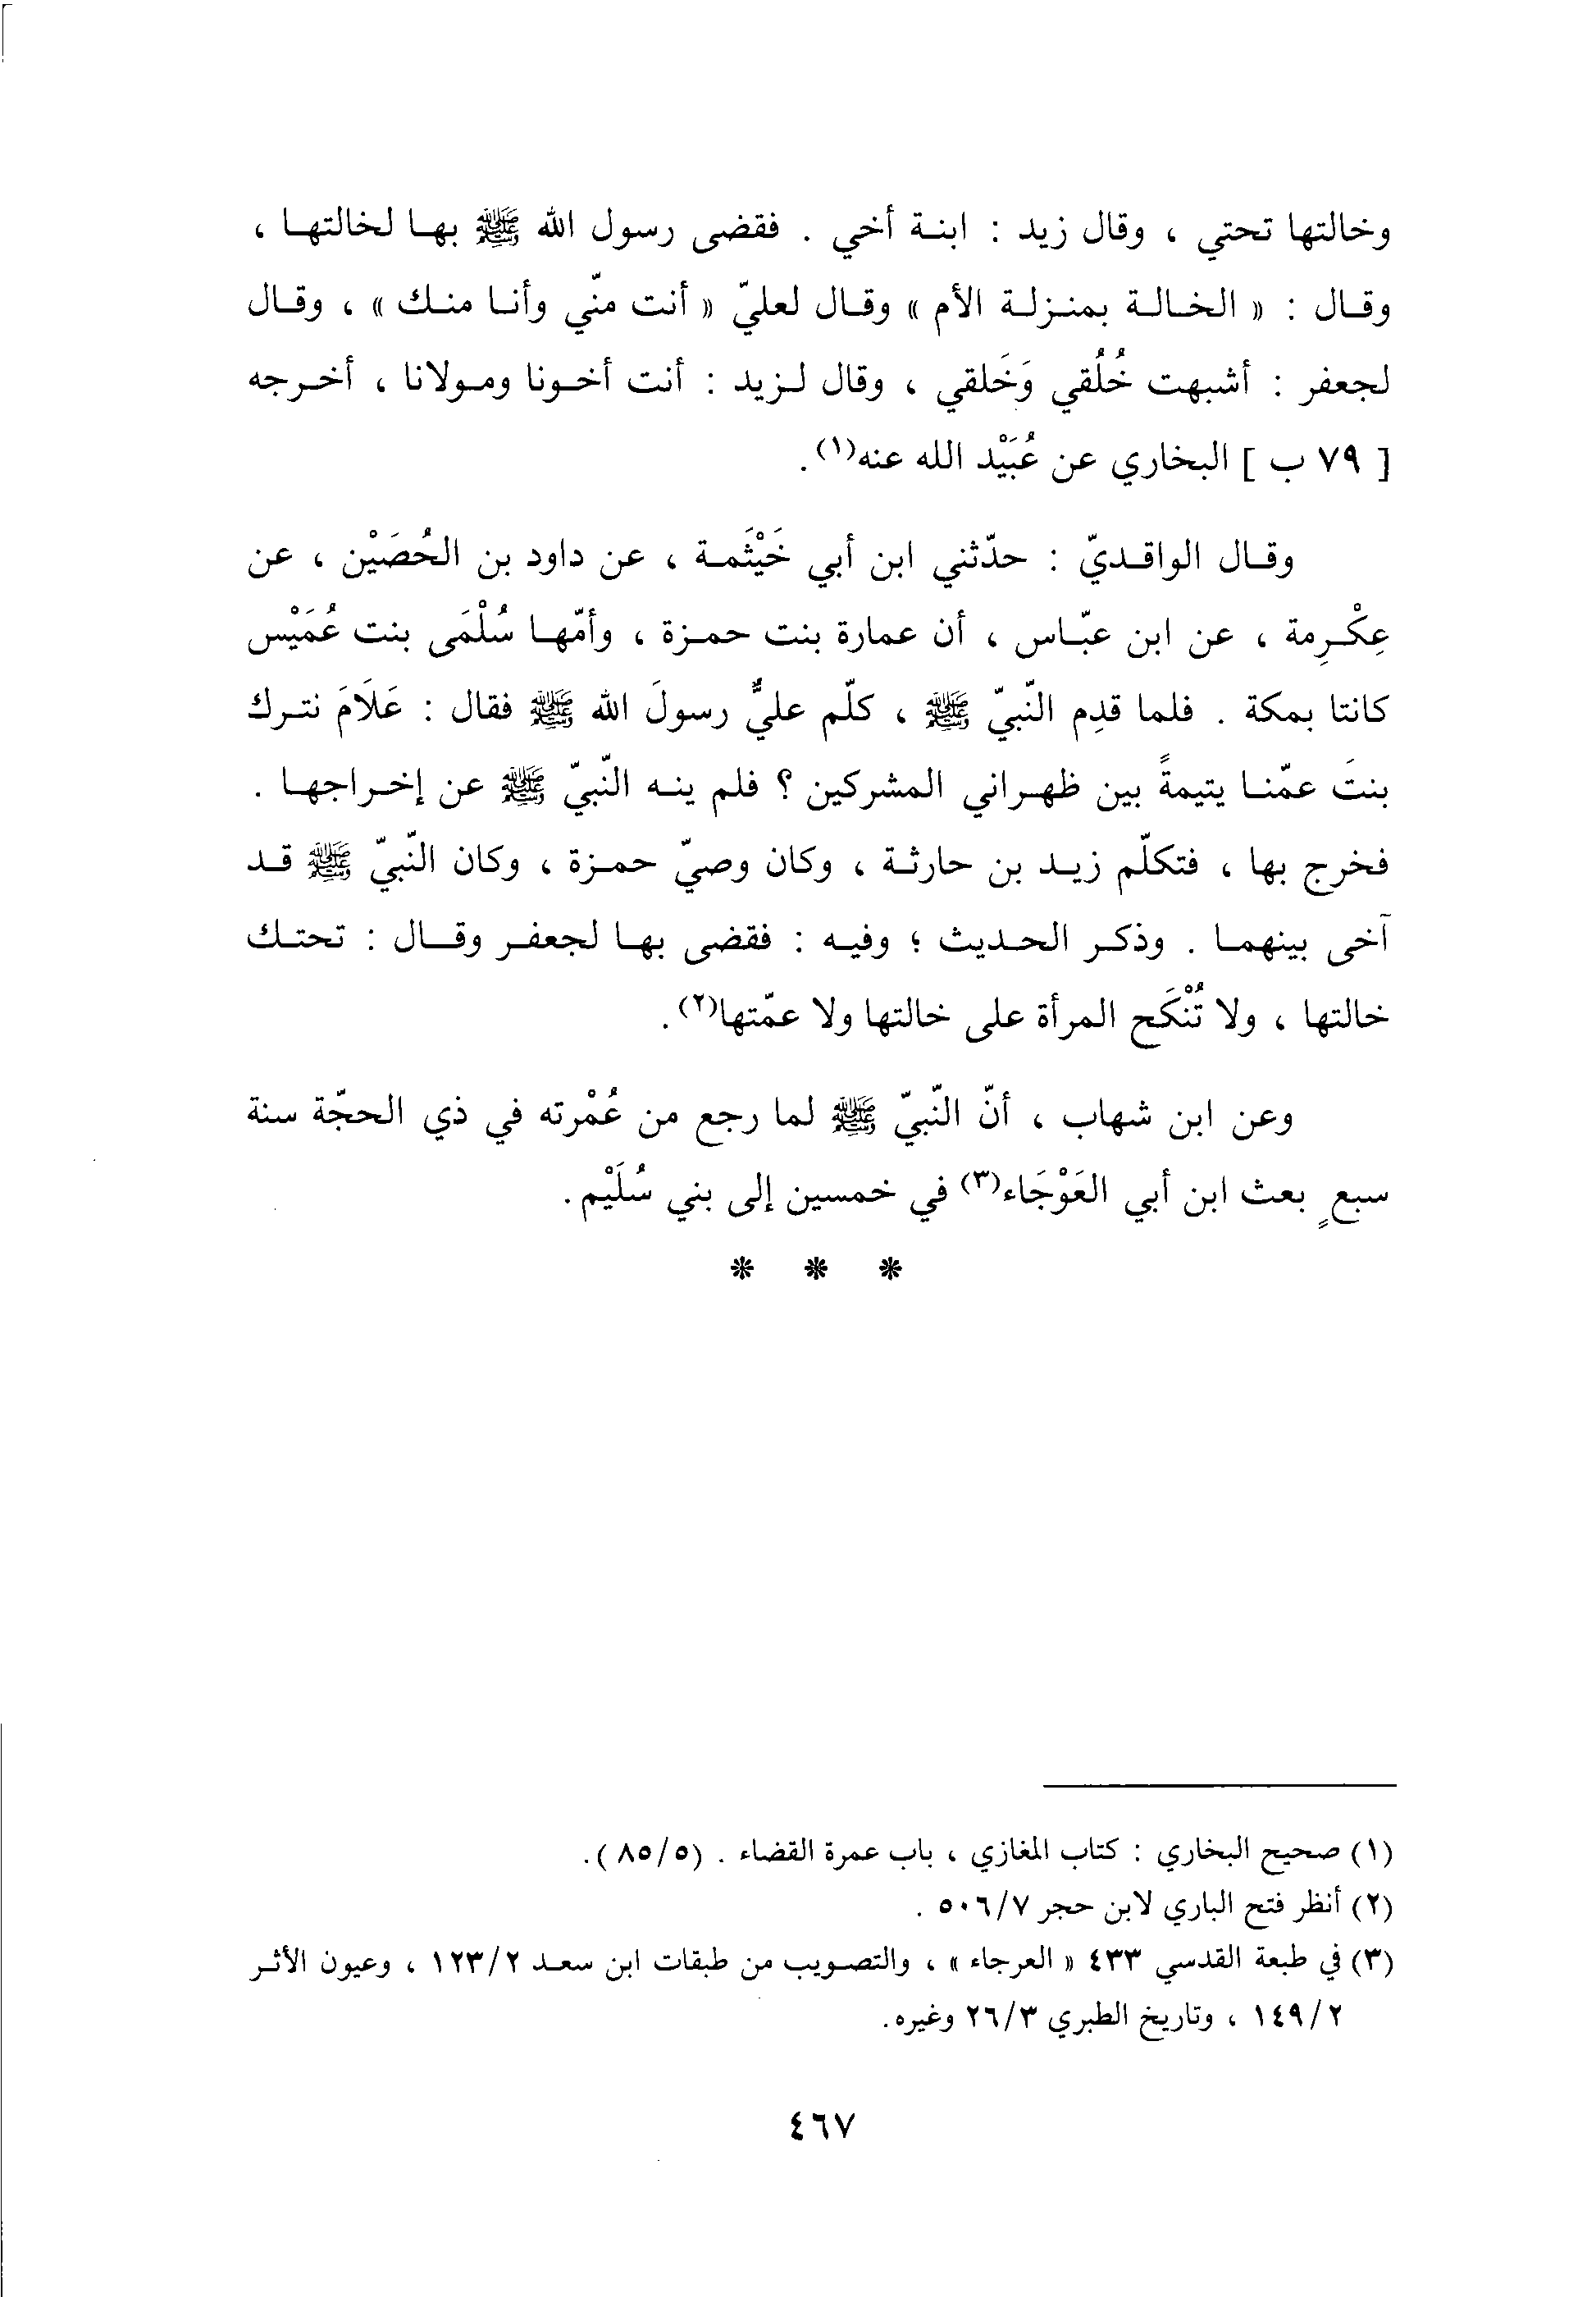 وخالتها تحتي ، وقال زيد : ابنة أخي . فقضى رسول الله ﷺ بها لخالتها ،
وقال : « الخالة بمنزلة الأم » وقال لعليّ « أنت منّي وأنا منك » ، وقال
لجعفر : أشبهت خُلُقي وَخَلقي ، وقال لزيد : أنت أخونا ومولانا ، أخرجه
[ ٧٩ ب ] البخاري عن عُبَيْد الله عنه(١).
وقال الواقديّ : حدّثني ابن أبي خَيْثَمة ، عن داود بن الحُصَيْن ، عن
عِكْرِمة ، عن ابن عبّاس ، أن عمارة بنت حمزة ، وأمّها سُلْمَى بنت عُمَيْس
كانتا بمكة . فلما قدِم النّبيّ ﷺ ، كلّم عليٌّ رسولَ الله ﷺ فقال : عَلَامَ نترك
بنتَ عمّنا يتيمةً بين ظهراني المشركين ؟ فلم ينه النّبيّ ﷺ عن إخراجها .
فخرج بها ، فتكلّم زيد بن حارثة ، وكان وصيّ حمزة ، وكان النّبيّ ﷺ قد
آخى بينهما . وذكر الحديث ؛ وفيه : فقضى بها لجعفر وقال : تحتك
خالتها ، ولا تُنْكَح المرأة على خالتها ولا عمّتها(٢).
وعن ابن شهاب ، أنّ النّبيّ ﷺ لما رجع من عُمْرته في ذي الحجّة سنة
سبعٍ بعث ابن أبي العَوْجَاء(٣) في خمسين إلى بني سُلَيْم.
* * *
(١) صحيح البخاري : كتاب المغازي ، باب عمرة القضاء . (٨٥/٥).
(٢) أنظر فتح الباري لابن حجر ٥٠٦/٧ .
(٣) في طبعة القدسي ٤٣٣ « العرجاء » ، والتصويب من طبقات ابن سعد ١٢٣/٢ ، وعيون الأثر
١٤٩/٢ ، وتاريخ الطبري ٢٦/٣ وغيره.
٤٦٧